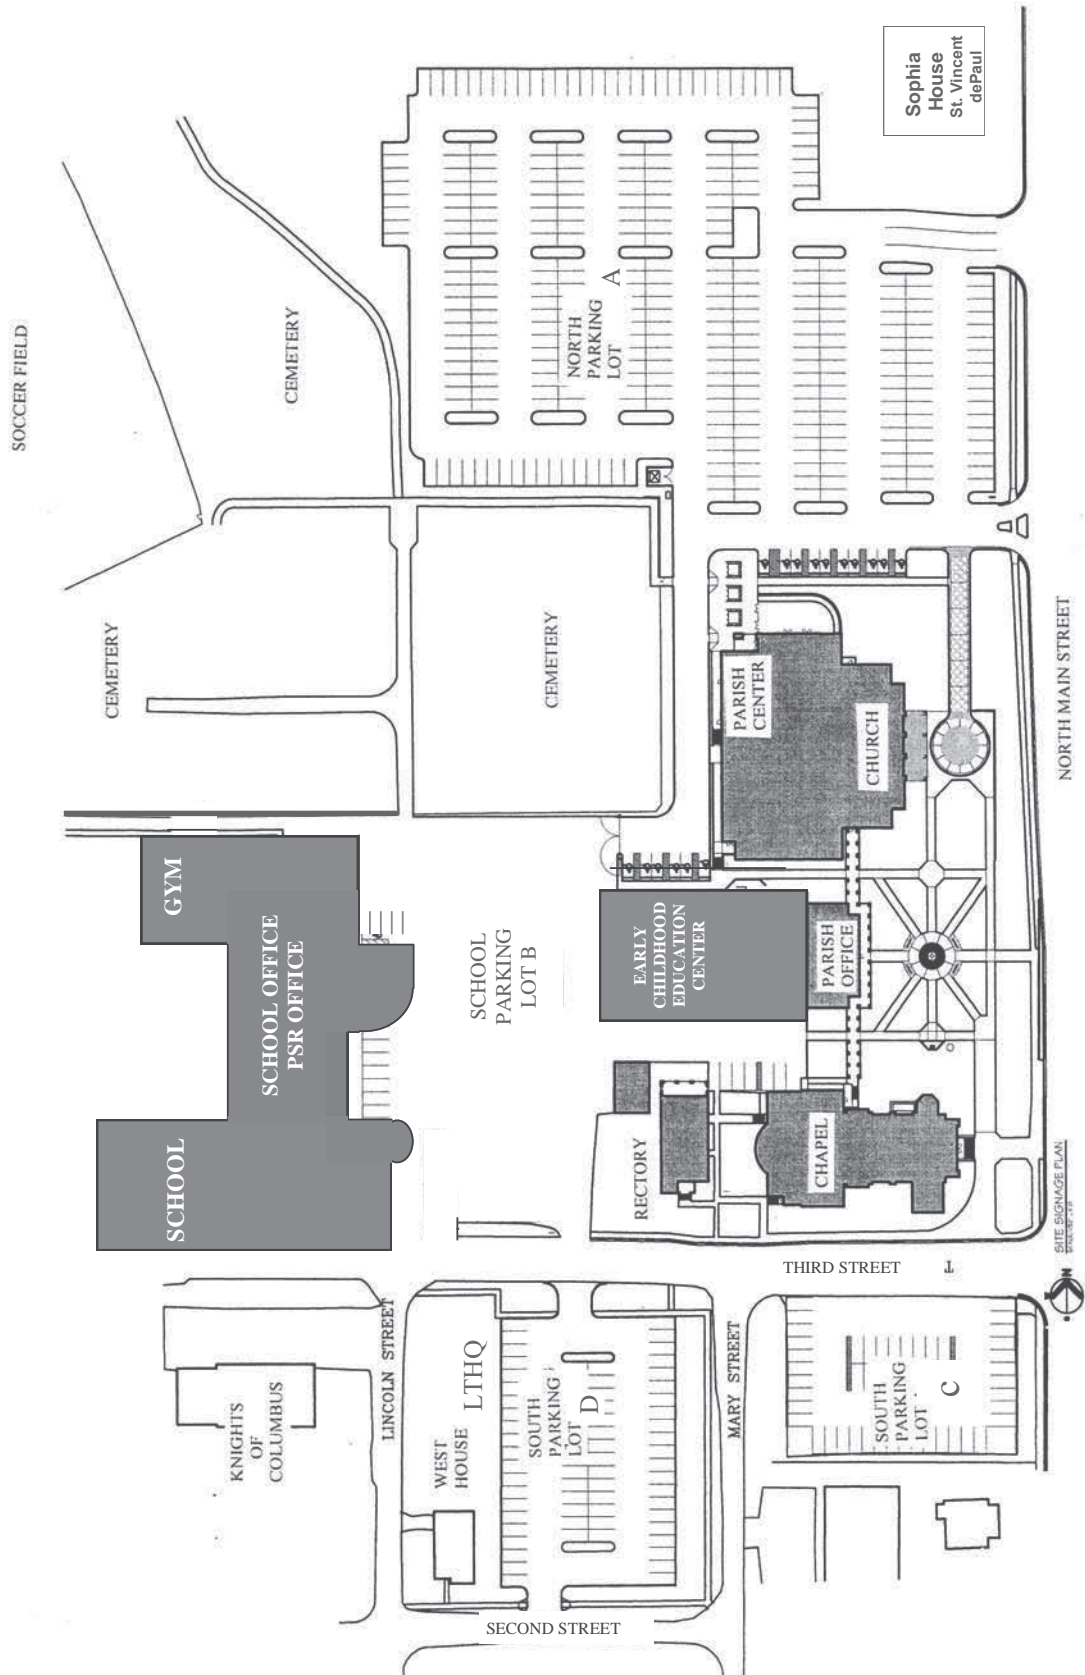 Sophia
House
St. Vincent
dePaul
SOCCER FIELD
CEMETERY
NORTH
PARKING
LOT
A
CEMETERY
CEMETERY
PARISH
CENTER
CHURCH
NORTH MAIN STREET
GYM
SCHOOL OFFICE
PSR OFFICE
SCHOOL
SCHOOL
PARKING
LOT B
EARLY
CHILDHOOD
EDUCATION
CENTER
PARISH
OFFICE
RECTORY
CHAPEL
SITE SIGNAGE PLAN
N
THIRD STREET
LINCOLN STREET
KNIGHTS
OF
COLUMBUS
LTHQ
WEST
HOUSE
SOUTH
PARKING
LOT
D
MARY STREET
SOUTH
PARKING
LOT
C
SECOND STREET